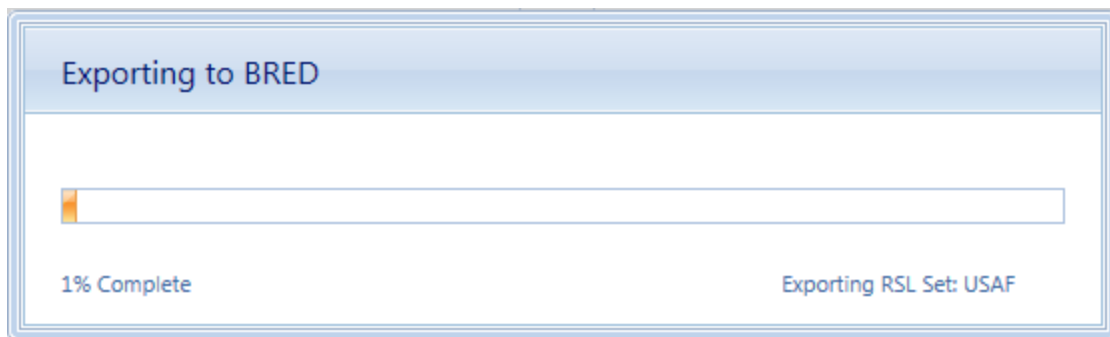 Exporting to BRED
1% Complete
Exporting RSL Set: USAF